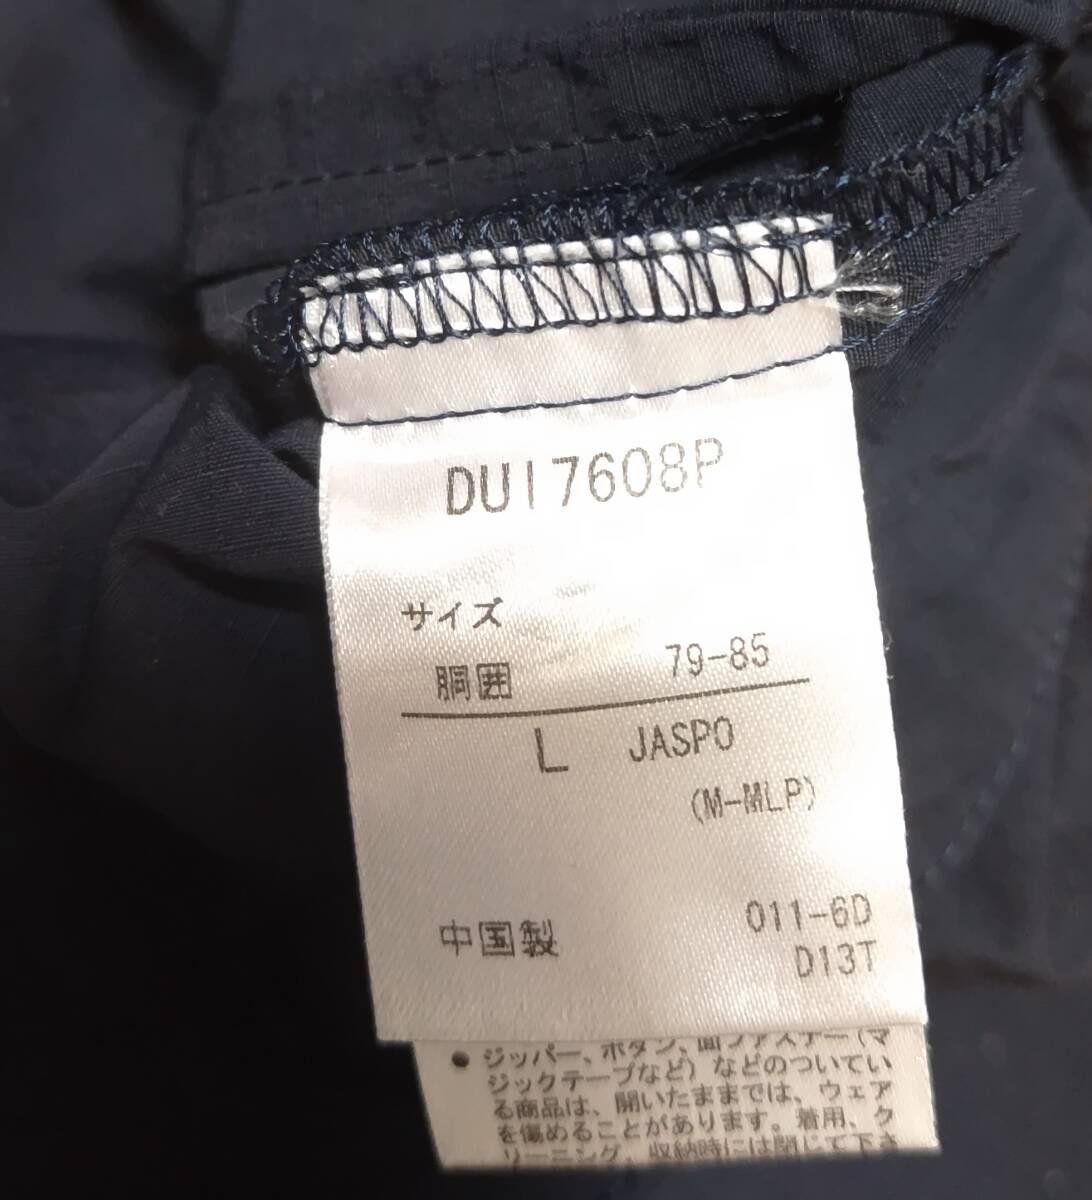 DUI7608P
サイズ
胴囲 79-85
L JASPO
(M-MLP)
中国製 011-6D
D13T
● ジッパー、ボタン、面ファスナー(マ
ジックテープなど)などのついてい
る商品は、開いたままでは、ウェア
を傷めることがあります。着用、ク
リーニング、収納時には閉じて下さ